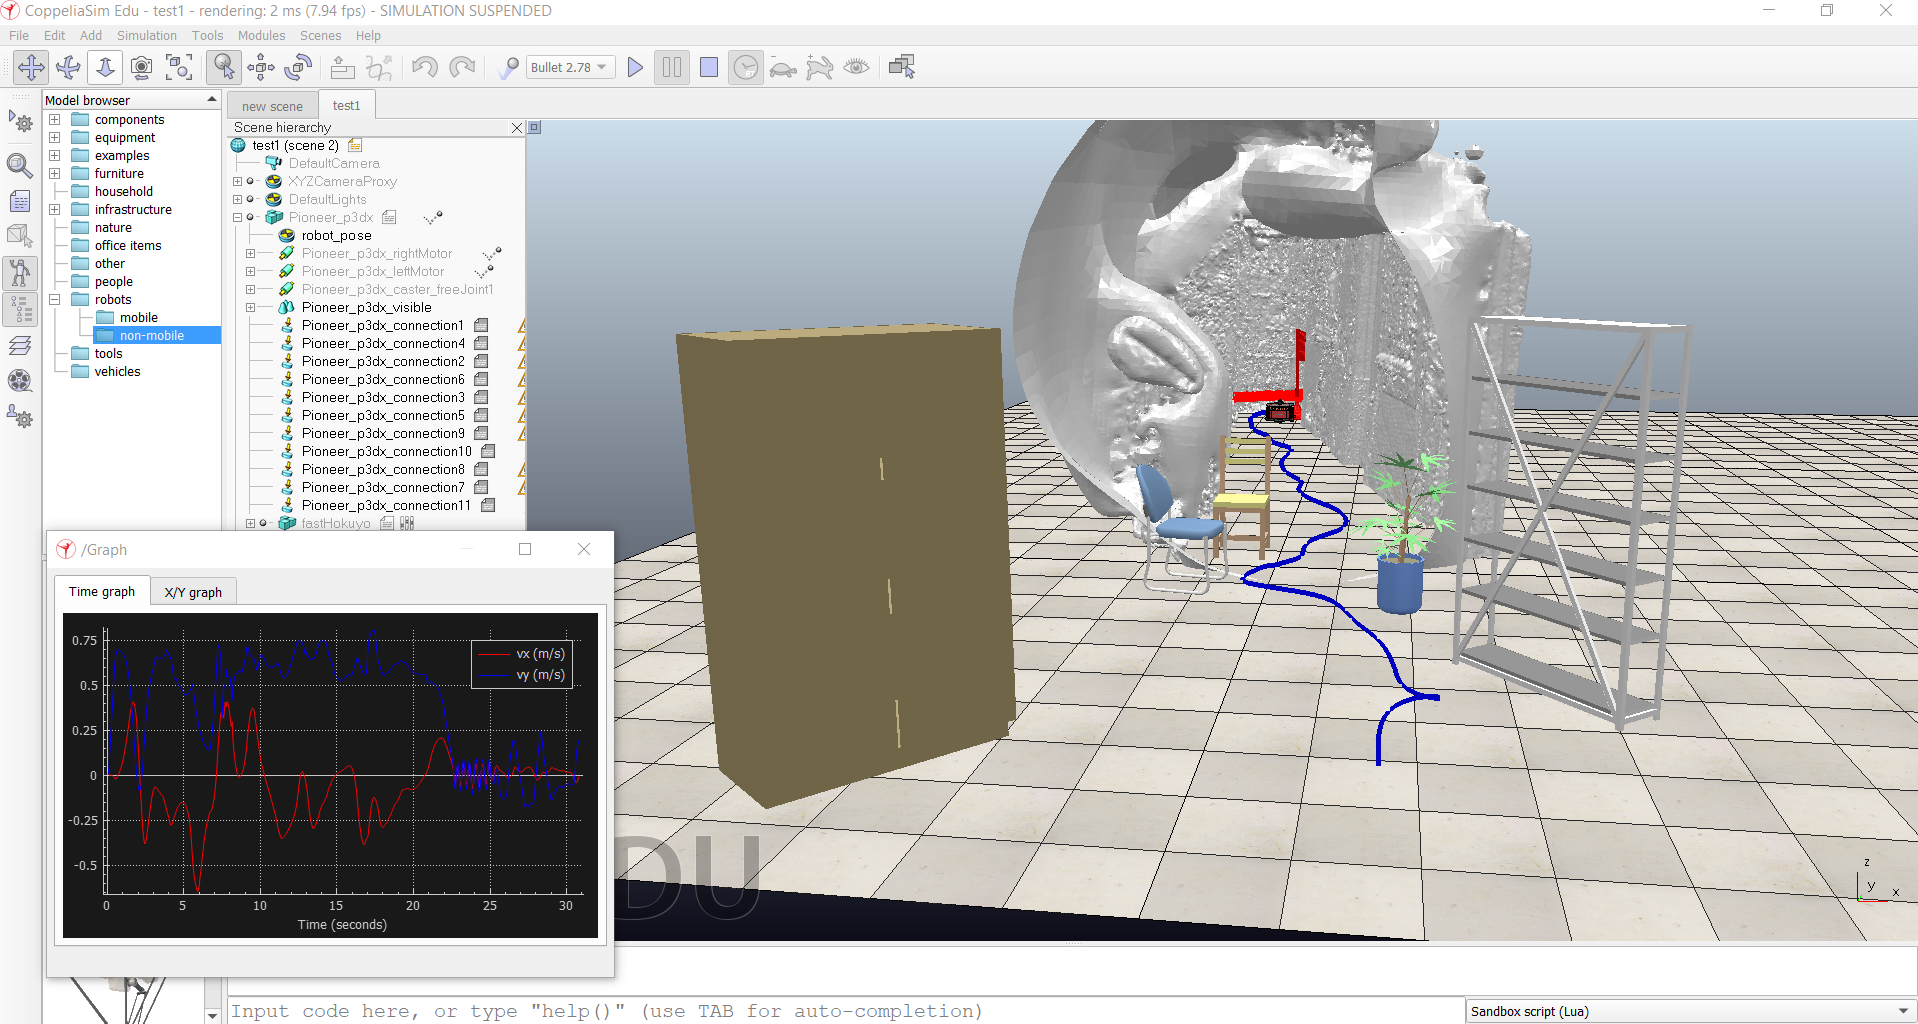 CoppeliaSim Edu - test1 - rendering: 2 ms (7.94 fps) - SIMULATION SUSPENDED
File Edit Add Simulation Tools Modules Scenes Help
Bullet 2.78
RT
Model browser
components
equipment
examples
furniture
household
infrastructure
nature
office items
other
people
robots
mobile
non-mobile
tools
vehicles
new scene
test1
Scene hierarchy
test1 (scene 2)
DefaultCamera
XYZCameraProxy
DefaultLights
Pioneer_p3dx
robot_pose
Pioneer_p3dx_rightMotor
Pioneer_p3dx_leftMotor
Pioneer_p3dx_caster_freeJoint1
Pioneer_p3dx_visible
Pioneer_p3dx_connection1
Pioneer_p3dx_connection4
Pioneer_p3dx_connection2
Pioneer_p3dx_connection6
Pioneer_p3dx_connection3
Pioneer_p3dx_connection5
Pioneer_p3dx_connection9
Pioneer_p3dx_connection10
Pioneer_p3dx_connection8
Pioneer_p3dx_connection7
Pioneer_p3dx_connection11
fastHokuyo
/Graph
Time graph
X/Y graph
0.75
0.5
0.25
0
-0.25
-0.5
vx (m/s)
vy (m/s)
0 5 10 15 20 25 30
Time (seconds)
DU
z
y
x
Input code here, or type "help()" (use TAB for auto-completion)
Sandbox script (Lua)